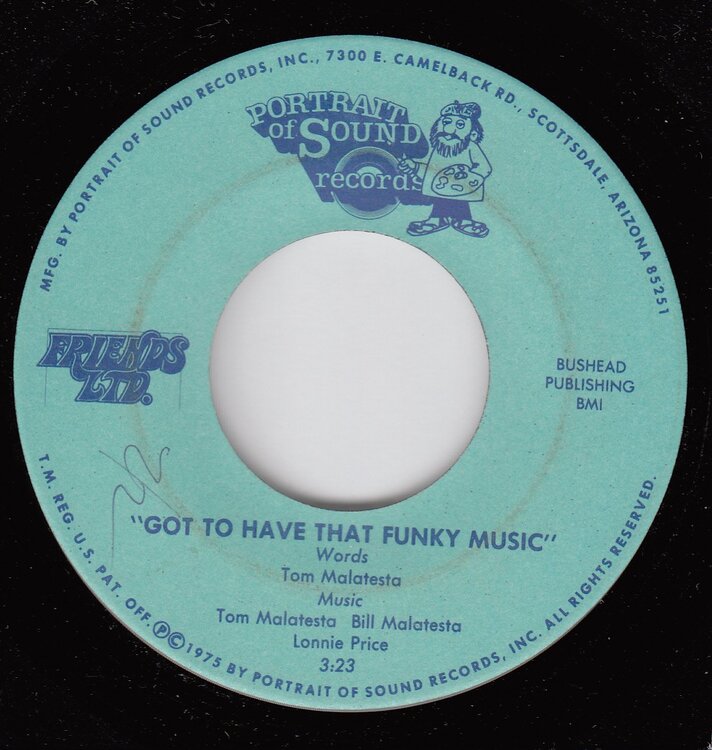 MFG. BY PORTRAIT OF SOUND RECORDS, INC., 7300 E. CAMELBACK RD., SCOTTSDALE, ARIZONA 85251
PORTRAIT
of SOUND
records
FRIENDS
LTD.
BUSHEAD
PUBLISHING
BMI
"GOT TO HAVE THAT FUNKY MUSIC"
Words
Tom Malatesta
Music
Tom Malatesta Bill Malatesta
Lonnie Price
3:23
T.M. REG. U.S. PAT. OFF. ℗©1975 BY PORTRAIT OF SOUND RECORDS, INC. ALL RIGHTS RESERVED.